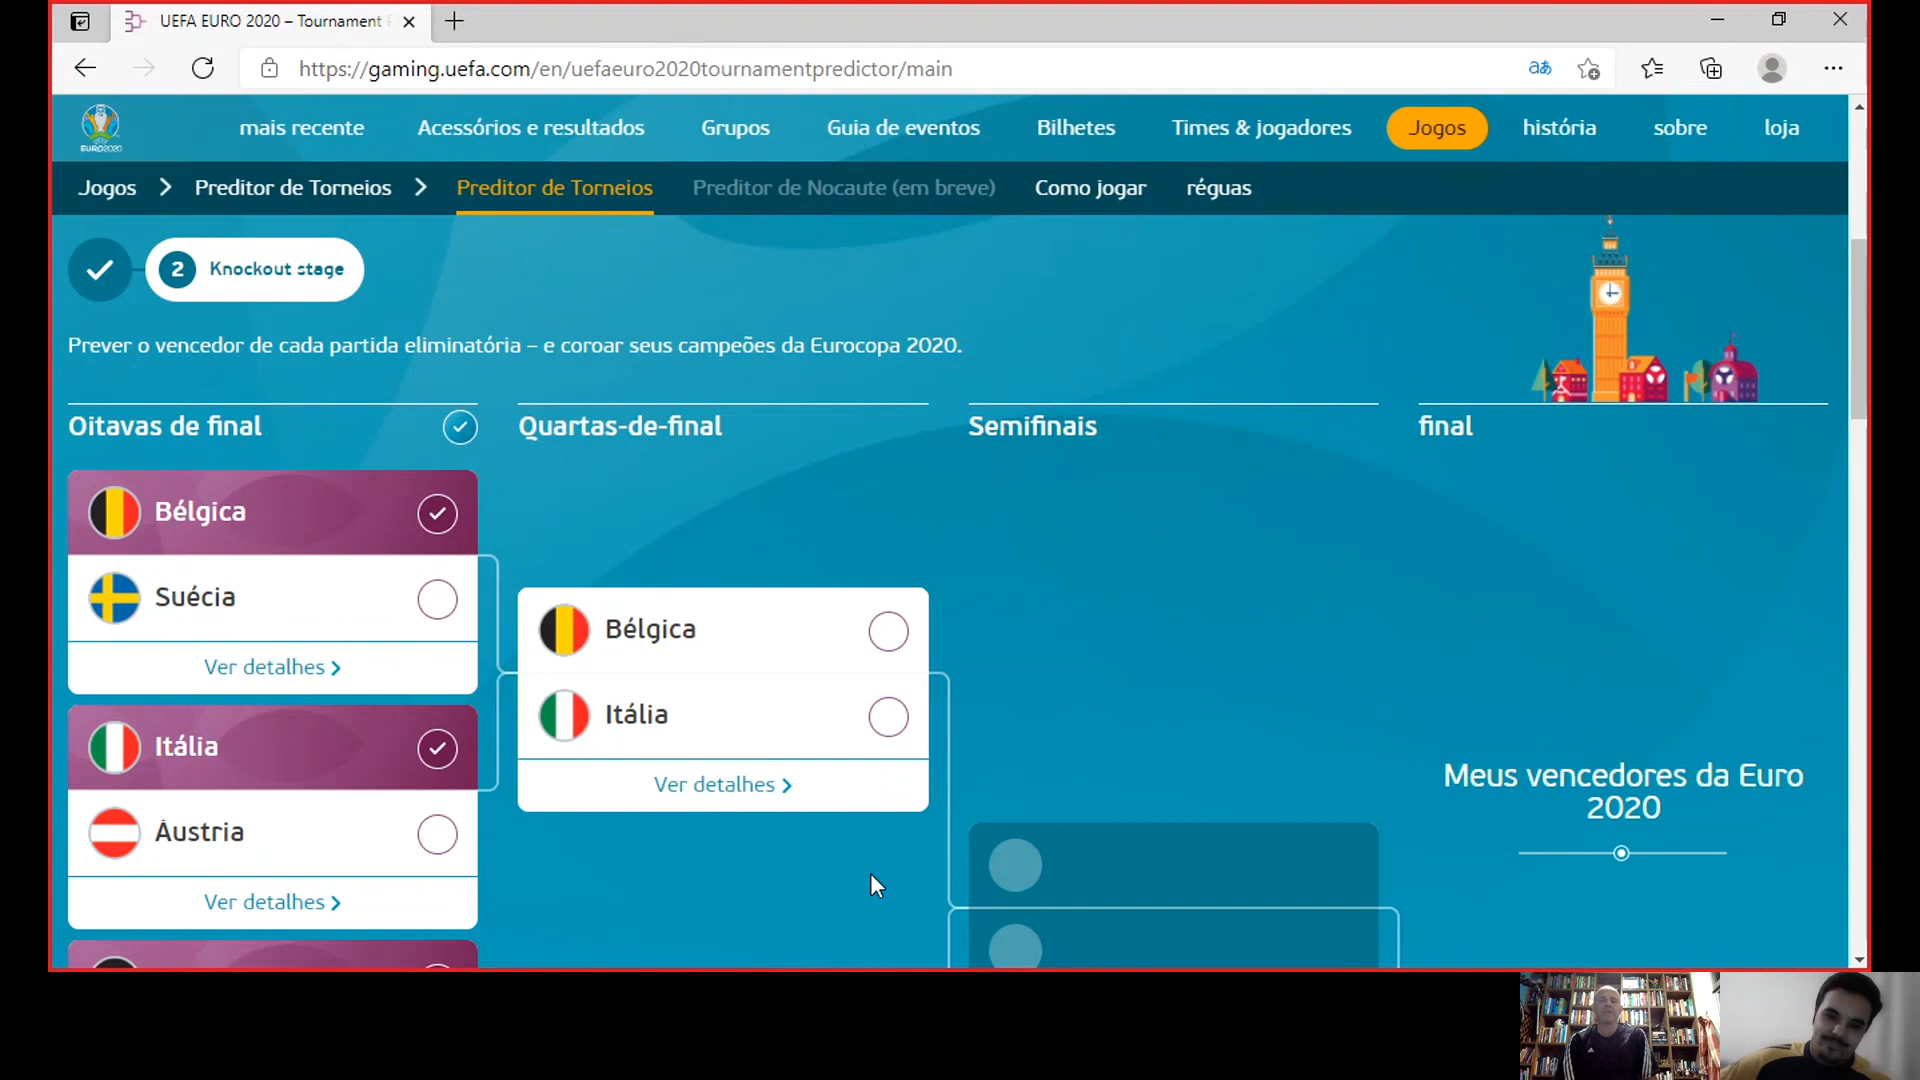 UEFA EURO 2020 – Tournament P
https://gaming.uefa.com/en/uefaeuro2020tournamentpredictor/main
aあ
EURO2020
mais recente
Acessórios e resultados
Grupos
Guia de eventos
Bilhetes
Times & jogadores
Jogos
história
sobre
loja
Jogos
Preditor de Torneios
Preditor de Torneios
Preditor de Nocaute (em breve)
Como jogar
réguas
2 Knockout stage
Prever o vencedor de cada partida eliminatória – e coroar seus campeões da Eurocopa 2020.
Oitavas de final
Quartas-de-final
Semifinais
final
Bélgica
Suécia
Ver detalhes
Itália
Áustria
Ver detalhes
Bélgica
Itália
Ver detalhes
Meus vencedores da Euro
2020